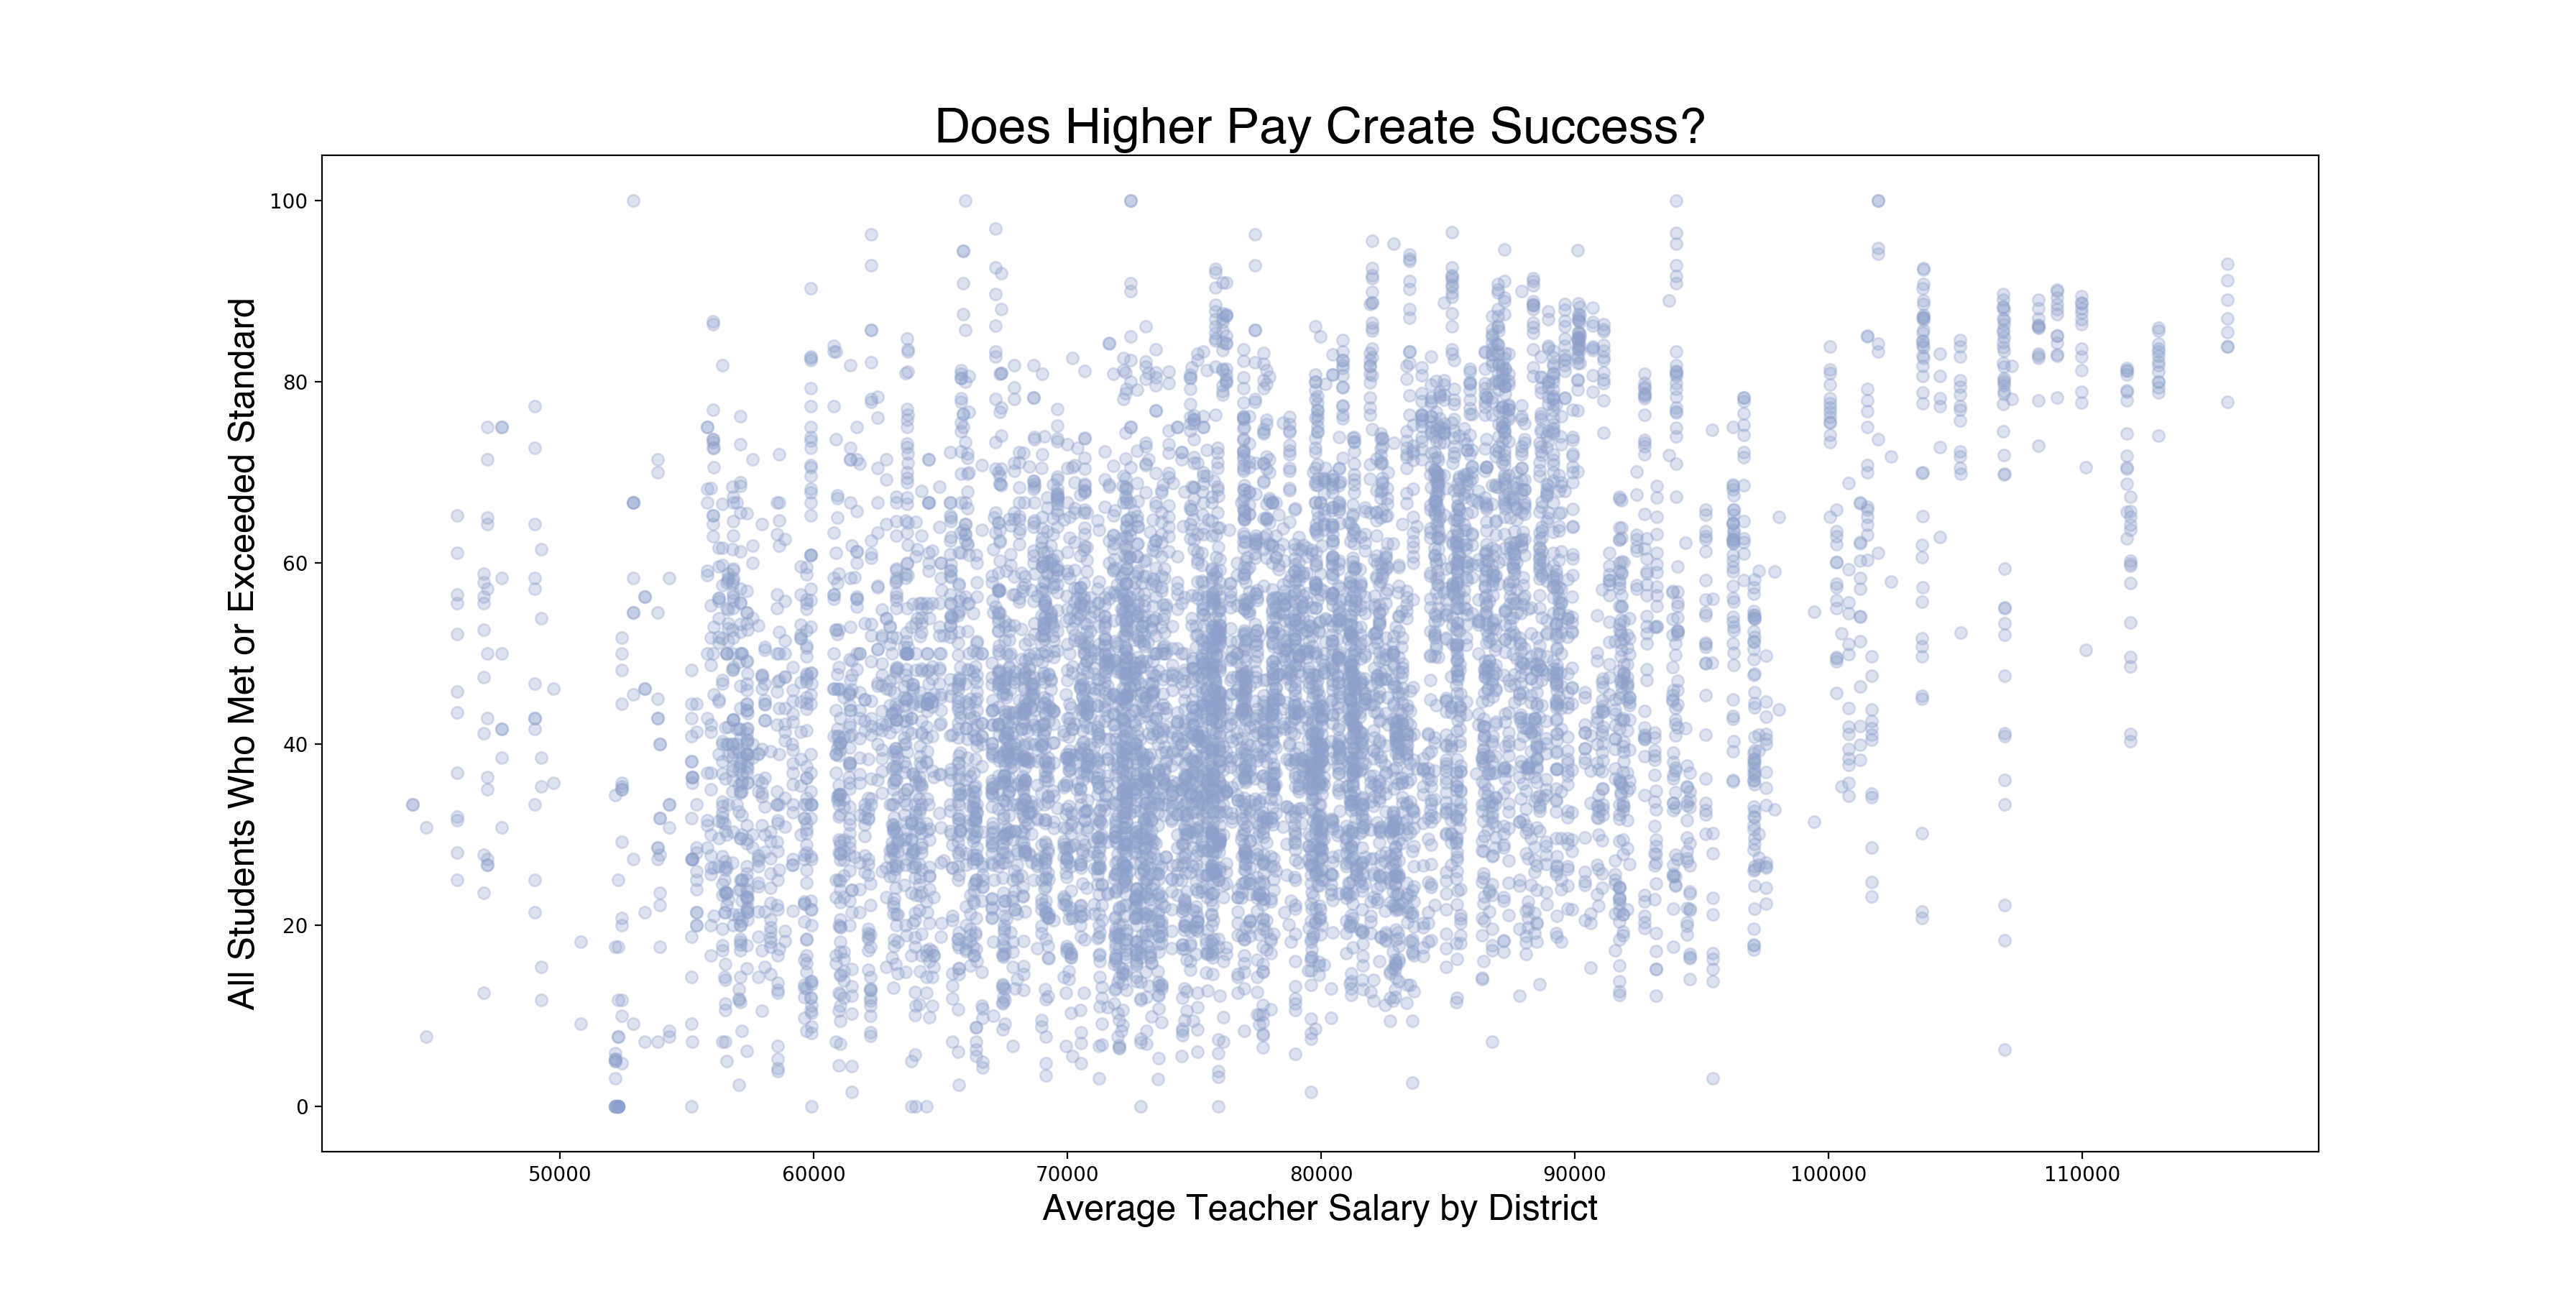 Does Higher Pay Create Success?
All Students Who Met or Exceeded Standard
100
80
60
40
20
0
50000 60000 70000 80000 90000 100000 110000
Average Teacher Salary by District